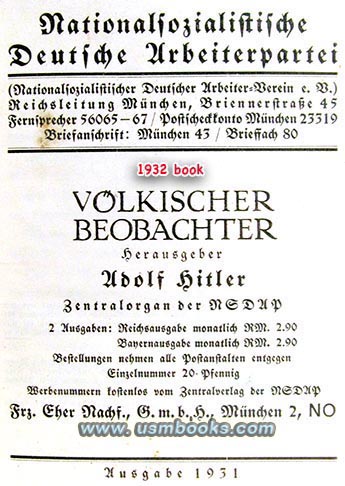 Nationalsozialistische
Deutsche Arbeiterpartei
(Nationalsozialistischer Deutscher Arbeiter-Verein e. V.)
Reichsleitung München, Briennerstraße 45
Fernsprecher 56065-67 / Postscheckkonto München 23319
Briefanschrift: München 43 / Brieffach 80
1932 book
VÖLKISCHER
BEOBACHTER
Herausgeber
Adolf Hitler
Zentralorgan der NSDAP
2 Ausgaben: Reichsausgabe monatlich RM. 2.90
Bayernausgabe monatlich RM. 2.90
Bestellungen nehmen alle Postanstalten entgegen
Einzelnummer 20-Pfennig
Werbenummern kostenlos vom Zentralverlag der NSDAP
Frz. Eher Nachf., G.m.b.H., München 2, NO
www.usmbooks.com
Ausgabe 1931